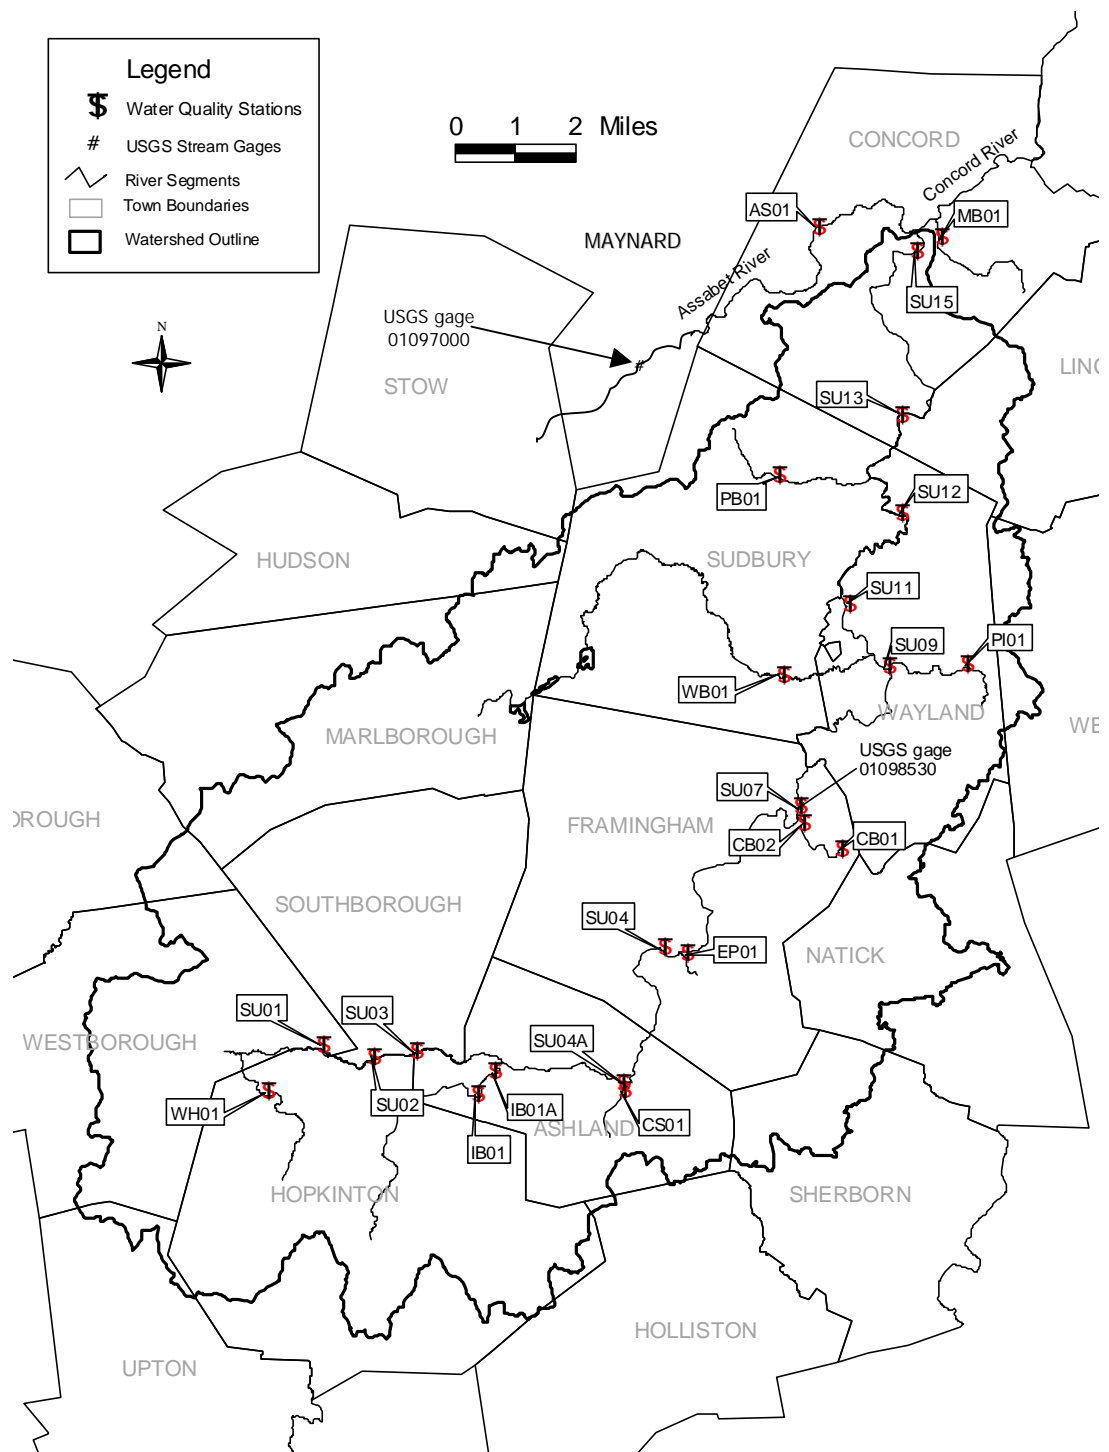 Legend
Water Quality Stations
# USGS Stream Gages
River Segments
Town Boundaries
Watershed Outline
0 1 2 Miles
CONCORD
Concord River
AS01
MB01
MAYNARD
SU15
Assabet River
USGS gage
01097000
#
N
STOW
LINC
SU13
PB01
SU12
HUDSON
SUDBURY
SU11
SU09
PI01
WB01
WAYLAND
MARLBOROUGH
WE
USGS gage
01098530
SU07
OROUGH
FRAMINGHAM
CB02
CB01
SOUTHBOROUGH
SU04
EP01
NATICK
SU01
SU03
WESTBOROUGH
SU04A
WH01
SU02
IB01A
CS01
ASHLAND
IB01
HOPKINTON
SHERBORN
HOLLISTON
UPTON